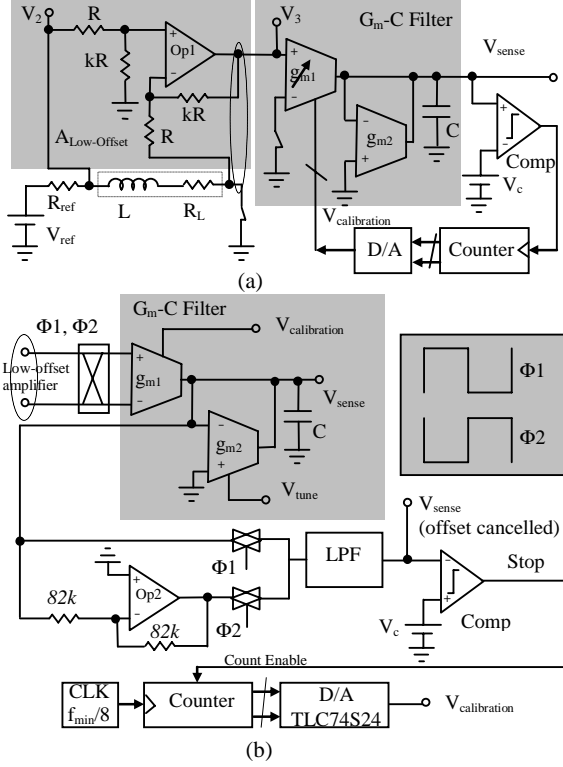 V2
R
kR
Op1
+
−
kR
R
ALow-Offset
Rref
L
RL
Vref
V3
Gm-C Filter
+
gm1
−
−
gm2
+
C
Vsense
+
−
Comp
Vc
Vcalibration
D/A
Counter
(a)
Gm-C Filter
Φ1, Φ2
Low-offset
amplifier
+
gm1
−
Vcalibration
Vsense
−
gm2
+
C
Vtune
Φ1
Φ2
Vsense
(offset cancelled)
LPF
Φ1
Φ2
+
Op2
−
82k
82k
−
+
Stop
Comp
Vc
Count Enable
CLK
fmin/8
Counter
D/A
TLC74S24
Vcalibration
(b)